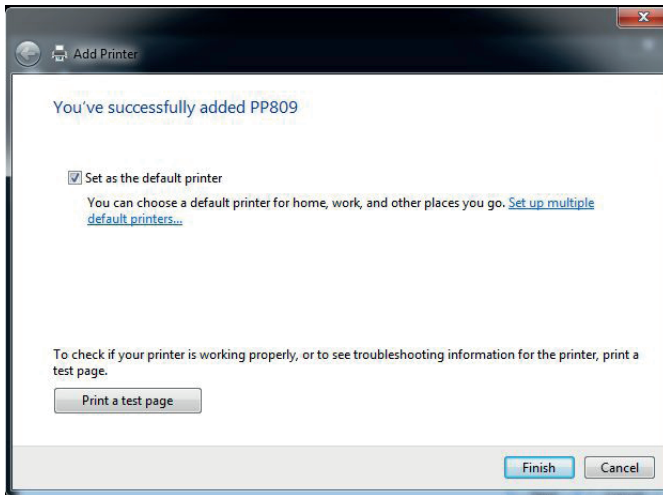 Add Printer
You've successfully added PP809
Set as the default printer
You can choose a default printer for home, work, and other places you go. Set up multiple
default printers...
To check if your printer is working properly, or to see troubleshooting information for the printer, print a
test page.
Print a test page
Finish Cancel